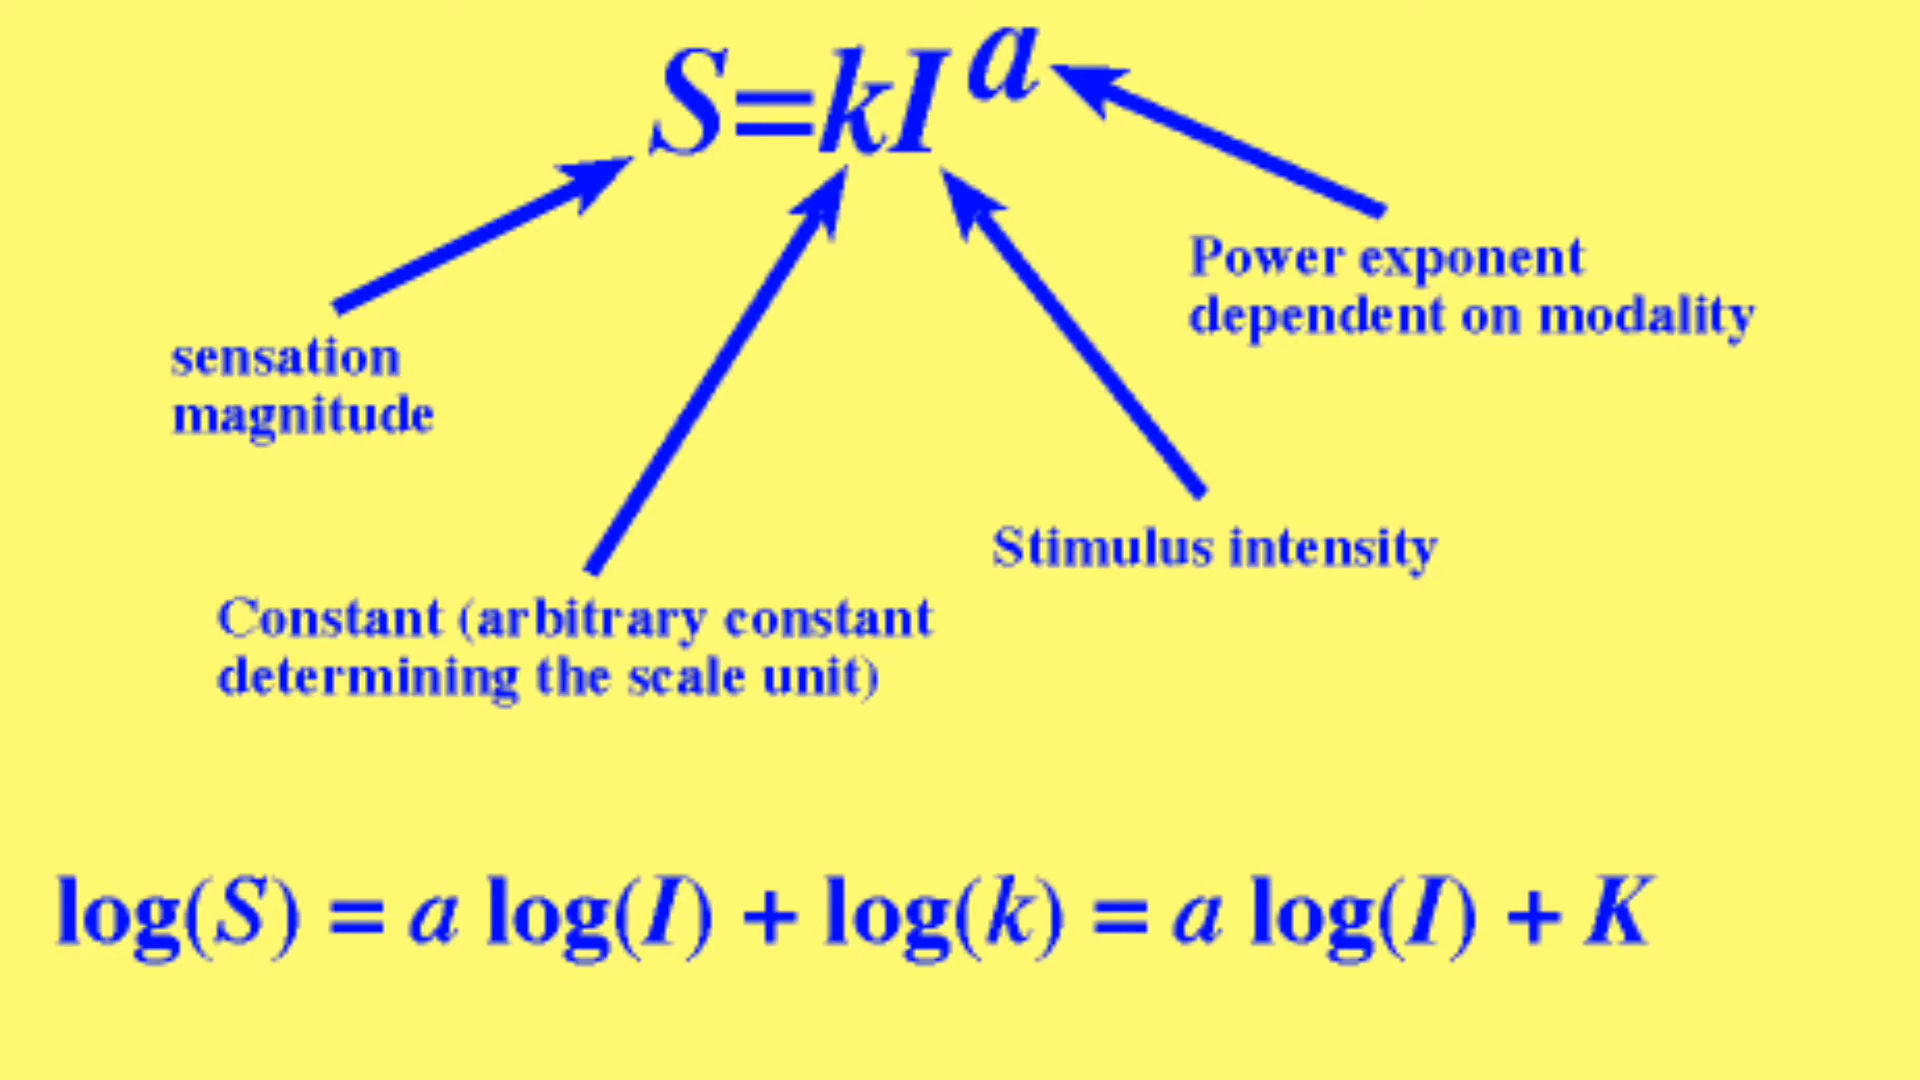 S=kI^a
Power exponent
dependent on modality
sensation
magnitude
Stimulus intensity
Constant (arbitrary constant
determining the scale unit)
log(S) = a log(I) + log(k) = a log(I) + K